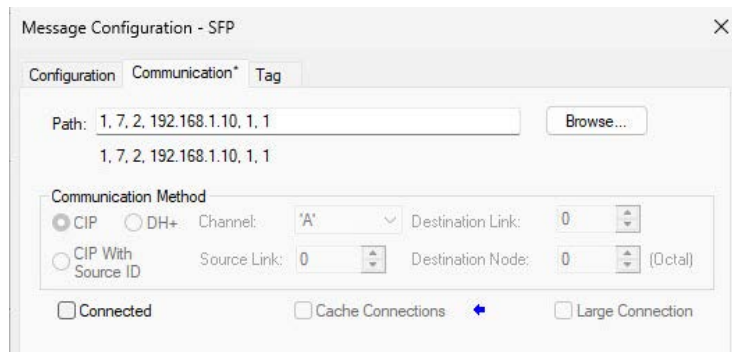 Message Configuration - SFP
Configuration Communication* Tag
Path: 1, 7, 2, 192.168.1.10, 1, 1 Browse...
1, 7, 2, 192.168.1.10, 1, 1
Communication Method
CIP DH+ Channel: 'A' Destination Link: 0
CIP With Source ID Source Link: 0 Destination Node: 0 (Octal)
Connected Cache Connections Large Connection